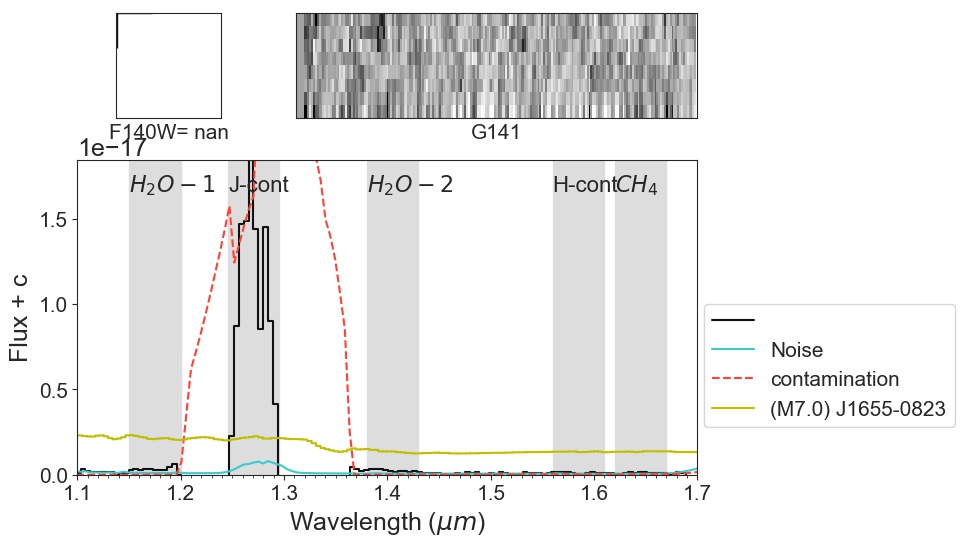 F140W= nan
G141
1e−17
H₂O − 1 J-cont H₂O − 2 H-cont CH₄
1.5
1.0
0.5
0.0
Flux + c
1.1 1.2 1.3 1.4 1.5 1.6 1.7
Wavelength (μm)
Noise
contamination
(M7.0) J1655-0823